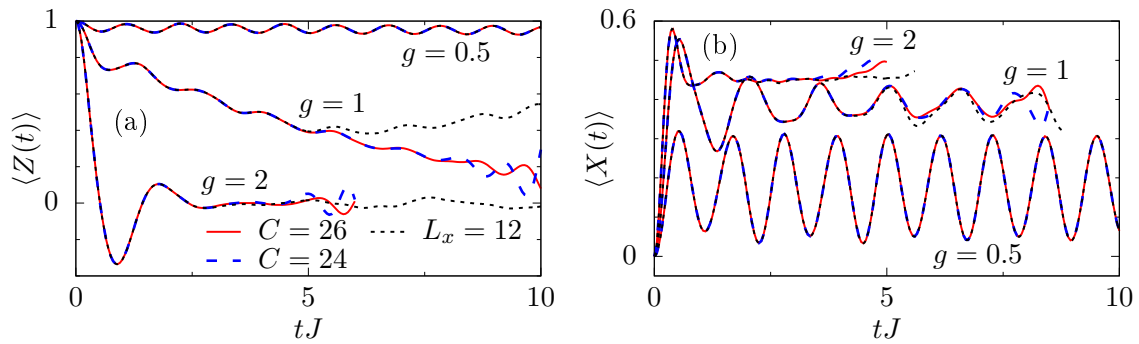 1
0
⟨Z(t)⟩
(a)
g = 0.5
g = 1
g = 2
C = 26
L_x = 12
C = 24
0
5
10
tJ
0.6
0
⟨X(t)⟩
(b)
g = 2
g = 1
g = 0.5
0
5
10
tJ